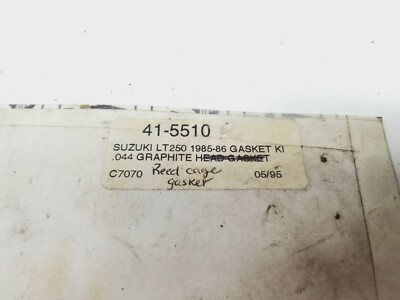 41-5510
SUZUKI LT250 1985-86 GASKET KI
.044 GRAPHITE HEAD GASKET
C7070 Reed cage 05/95
gasket